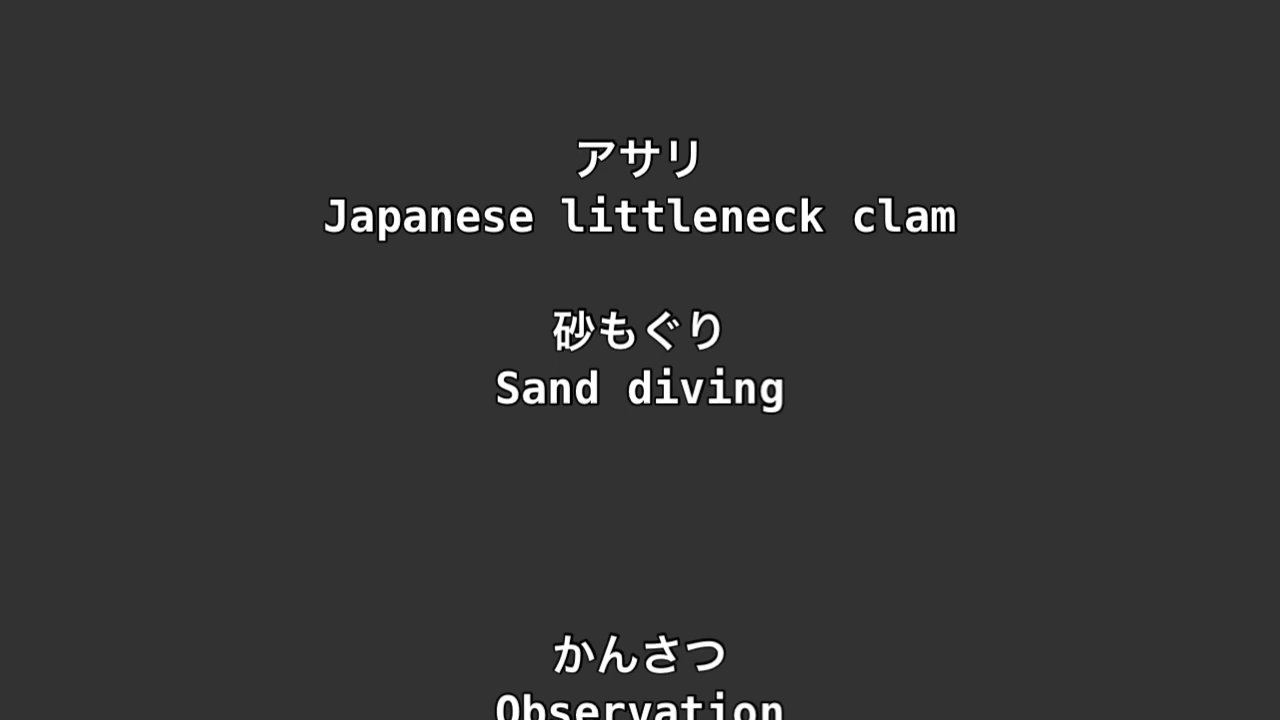 アサリ
Japanese littleneck clam
砂もぐり
Sand diving
かんさつ
Observation